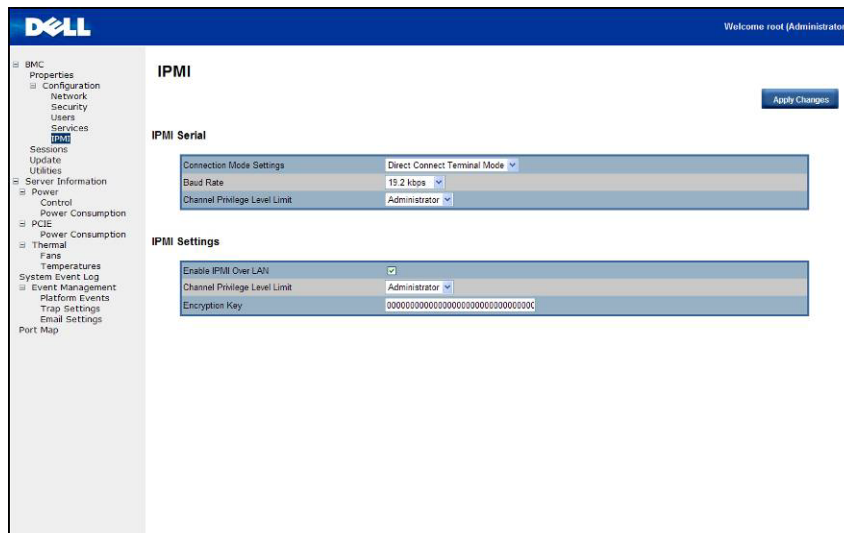 DELL
Welcome root (Administrator
BMC
Properties
Configuration
Network
Security
Users
Services
IPMI
Sessions
Update
Utilities
Server Information
Power
Control
Power Consumption
PCIE
Power Consumption
Thermal
Fans
Temperatures
System Event Log
Event Management
Platform Events
Trap Settings
Email Settings
Port Map
IPMI
Apply Changes
IPMI Serial
Connection Mode Settings Direct Connect Terminal Mode
Baud Rate 19.2 kbps
Channel Privilege Level Limit Administrator
IPMI Settings
Enable IPMI Over LAN
Channel Privilege Level Limit Administrator
Encryption Key